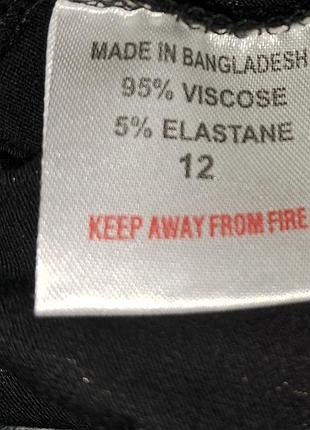 MADE IN BANGLADESH
95% VISCOSE
5% ELASTANE
12
KEEP AWAY FROM FIRE